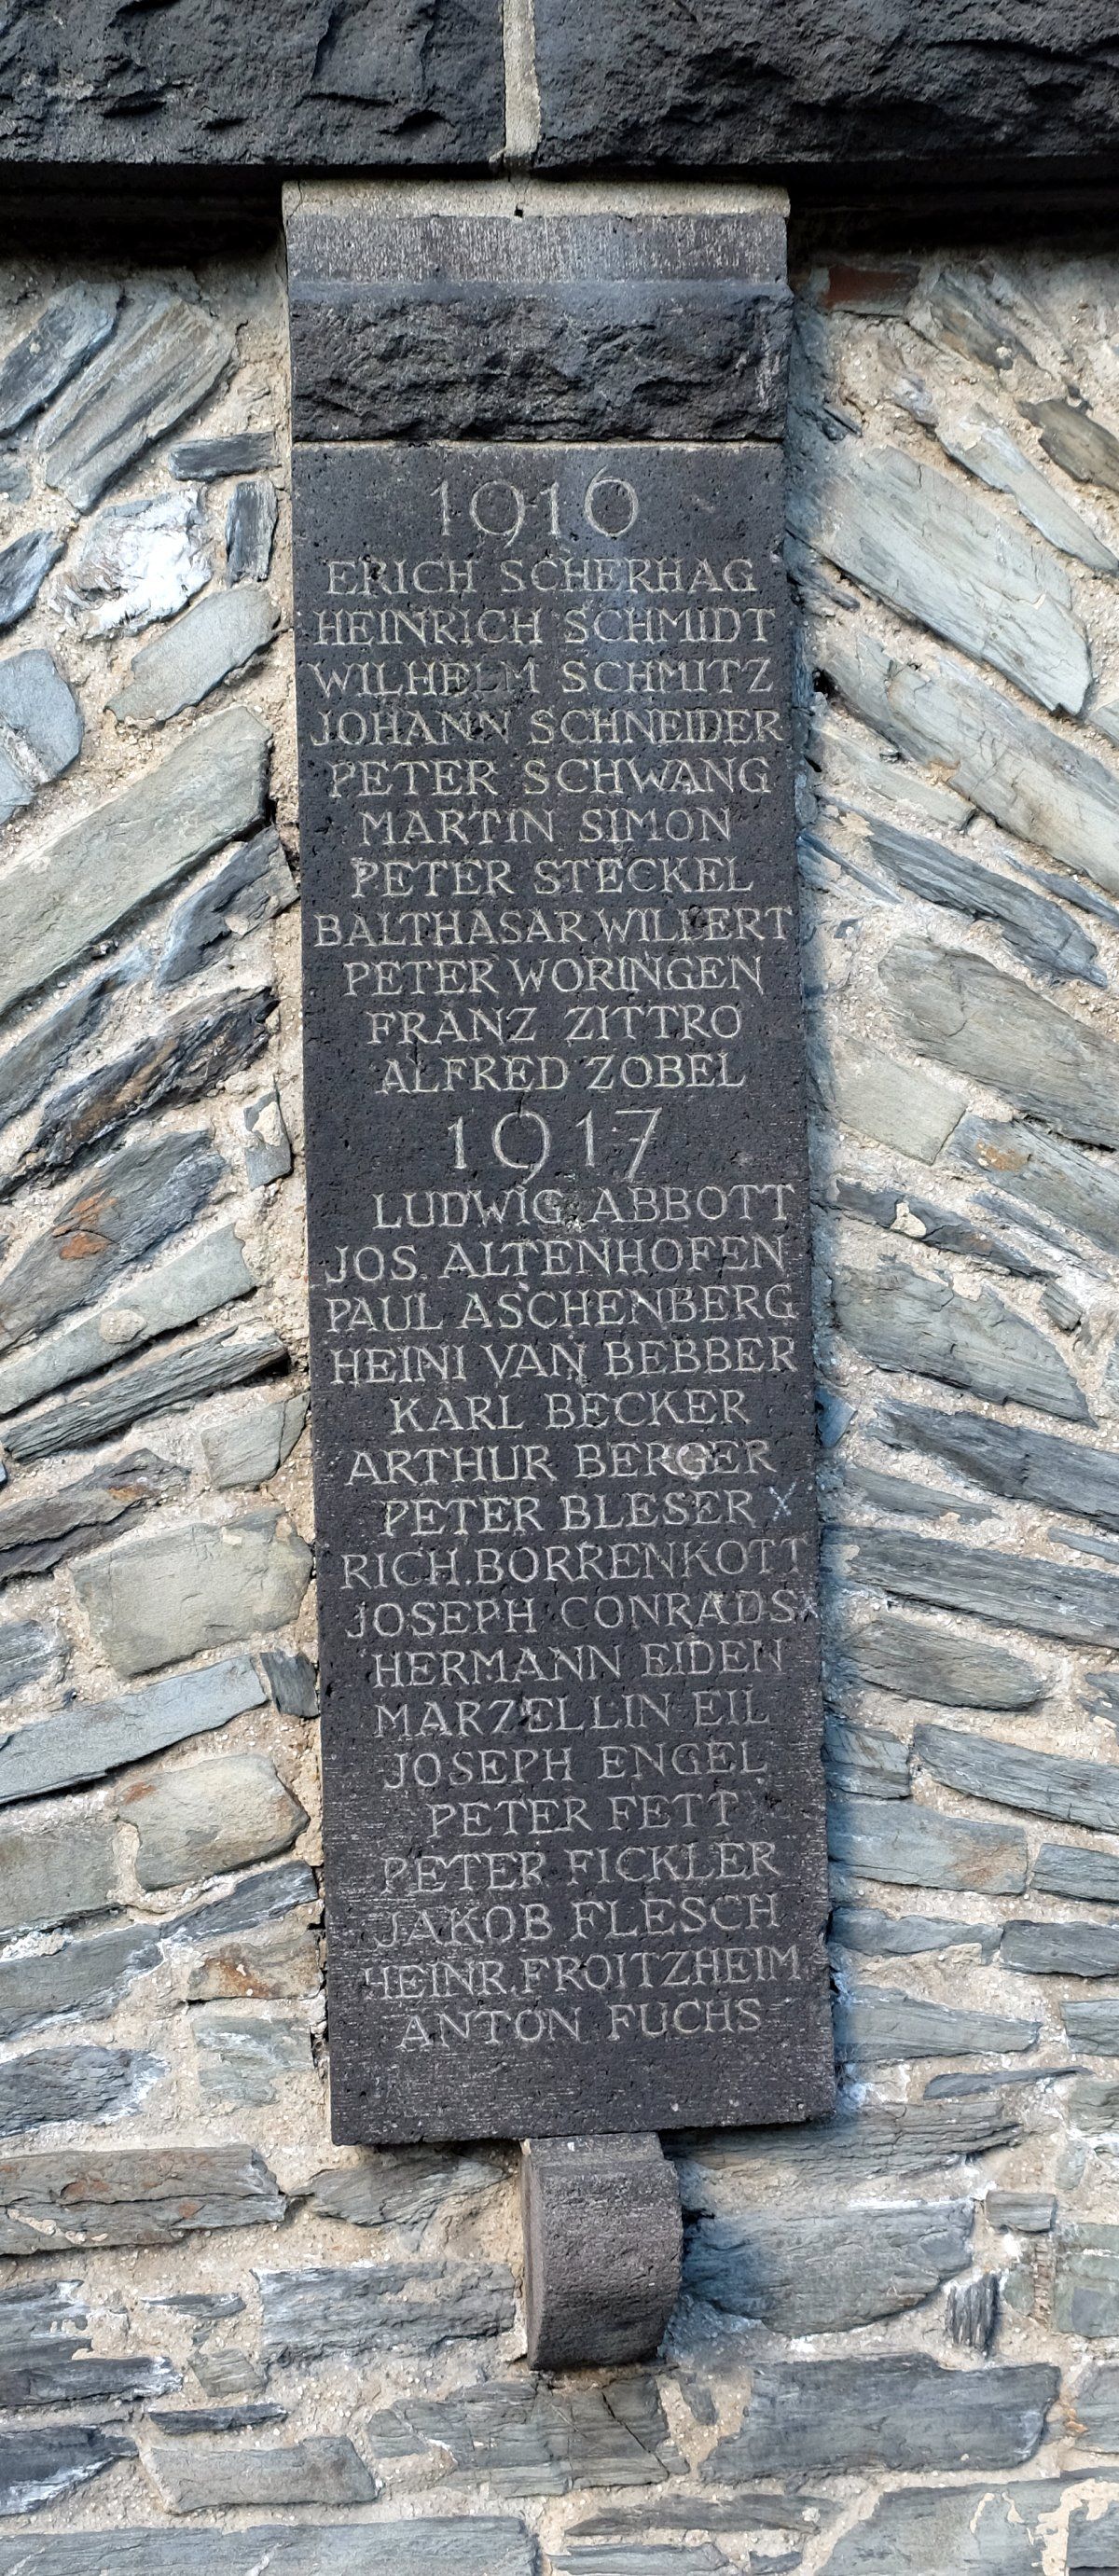 1916
ERICH SCHERHAG
HEINRICH SCHMIDT
WILHELM SCHMITZ
JOHANN SCHNEIDER
PETER SCHWANG
MARTIN SIMON
PETER STECKEL
BALTHASAR WILLERT
PETER WORINGEN
FRANZ ZITTRO
ALFRED ZOBEL
1917
LUDWIG ABBOTT
JOS. ALTENHOFEN
PAUL ASCHENBERG
HEINI VAN BEBBER
KARL BECKER
ARTHUR BERGER
PETER BLESER X
RICH. BORRENKOTT
JOSEPH CONRADS X
HERMANN EIDEN
MARZELLIN EIL
JOSEPH ENGEL
PETER FETT
PETER FICKLER
JAKOB FLESCH
HEINR. FROITZHEIM
ANTON FUCHS